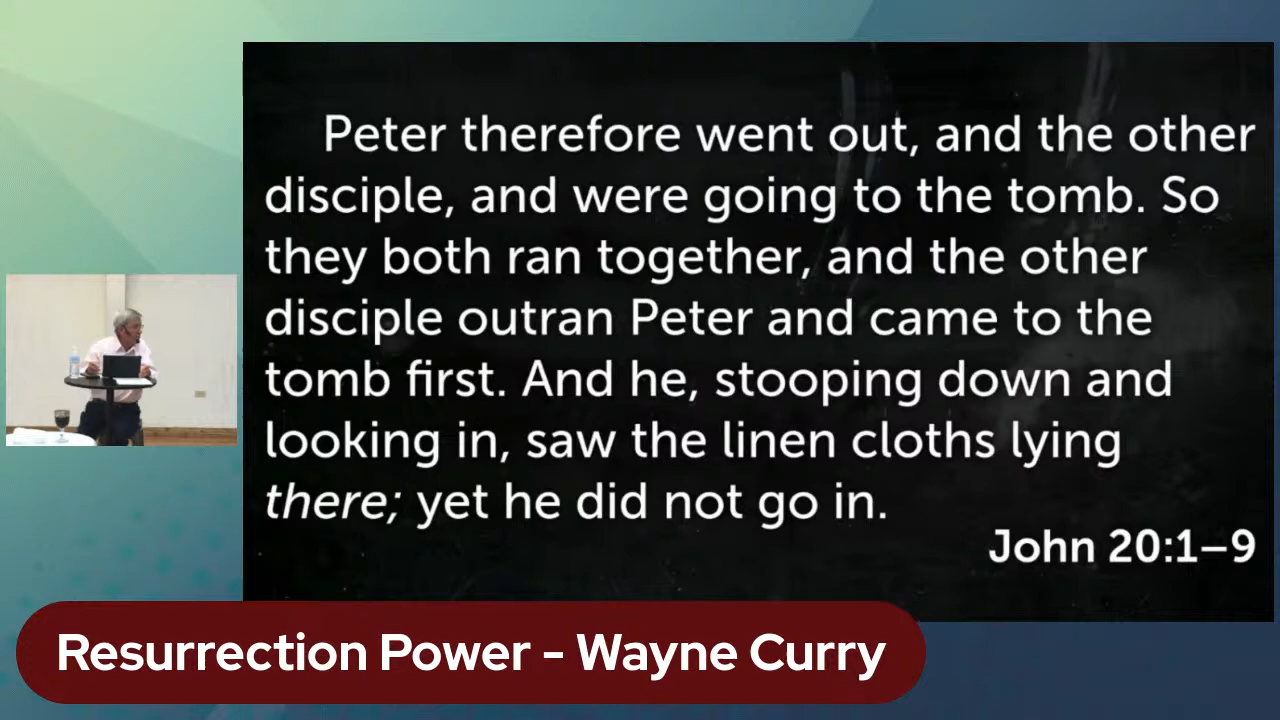 Peter therefore went out, and the other
disciple, and were going to the tomb. So
they both ran together, and the other
disciple outran Peter and came to the
tomb first. And he, stooping down and
looking in, saw the linen cloths lying
there; yet he did not go in.
John 20:1–9
Resurrection Power - Wayne Curry